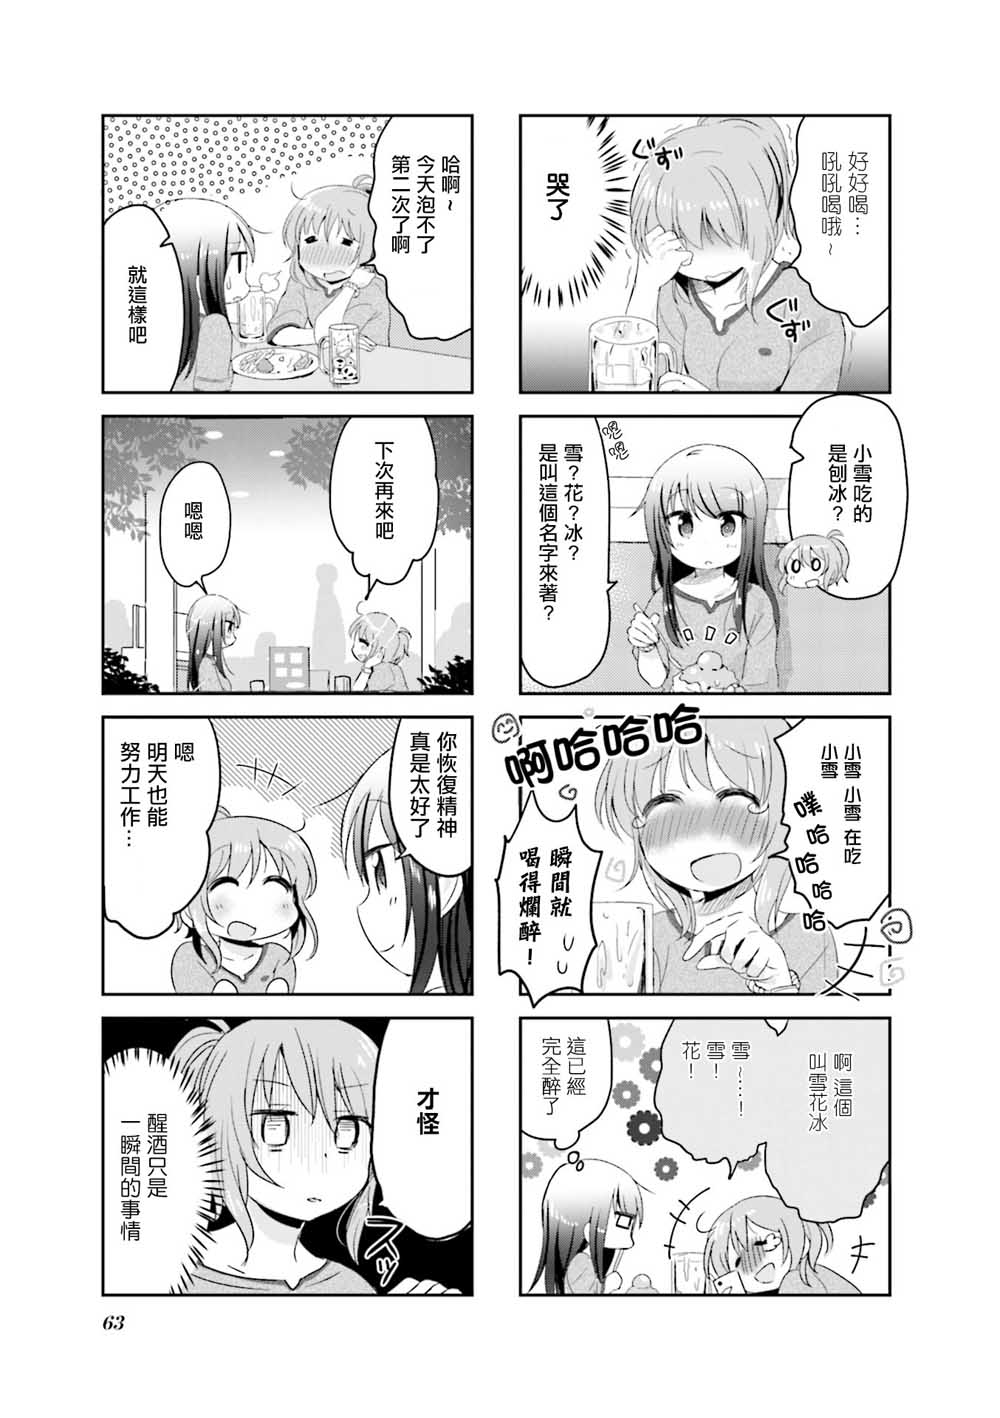 好好喝…
吼吼喝哦～
哭了
ぐず
ぐず
小雪吃的
是刨冰？
雪？花？冰？
是叫這個名字來著？
嗯嗯
小雪 小雪 在吃
小雪
噗哈哈哈哈
啊哈哈哈
瞬間就
喝得爛醉！
啊 這個
叫雪花冰
雪～……！
雪！
花！
這已經
完全醉了
哈啊～
今天泡不了
第二次了啊
就這樣吧
下次再來吧
嗯嗯
你恢復精神
真是太好了
嗯
明天也能
努力工作…
才怪
スッ
醒酒只是
一瞬間的事情
63